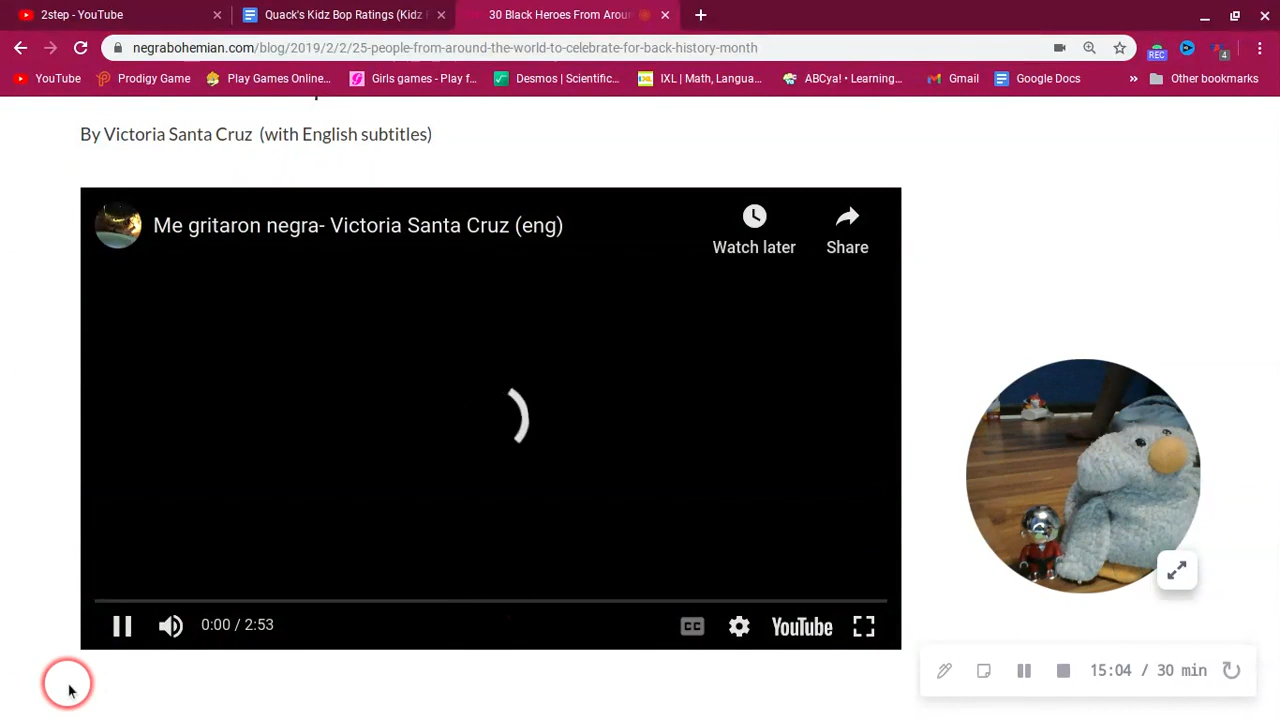 2step - YouTube
Quack's Kidz Bop Ratings (Kidz
30 Black Heroes From Aroun
negrabohemian.com/blog/2019/2/2/25-people-from-around-the-world-to-celebrate-for-back-history-month
REC
4
YouTube
Prodigy Game
Play Games Online...
Girls games - Play f...
Desmos | Scientific...
IXL | Math, Langua...
ABCya! • Learning...
Gmail
Google Docs
»
Other bookmarks
By Victoria Santa Cruz (with English subtitles)
Me gritaron negra- Victoria Santa Cruz (eng)
Watch later
Share
0:00 / 2:53
CC
YouTube
15:04 / 30 min